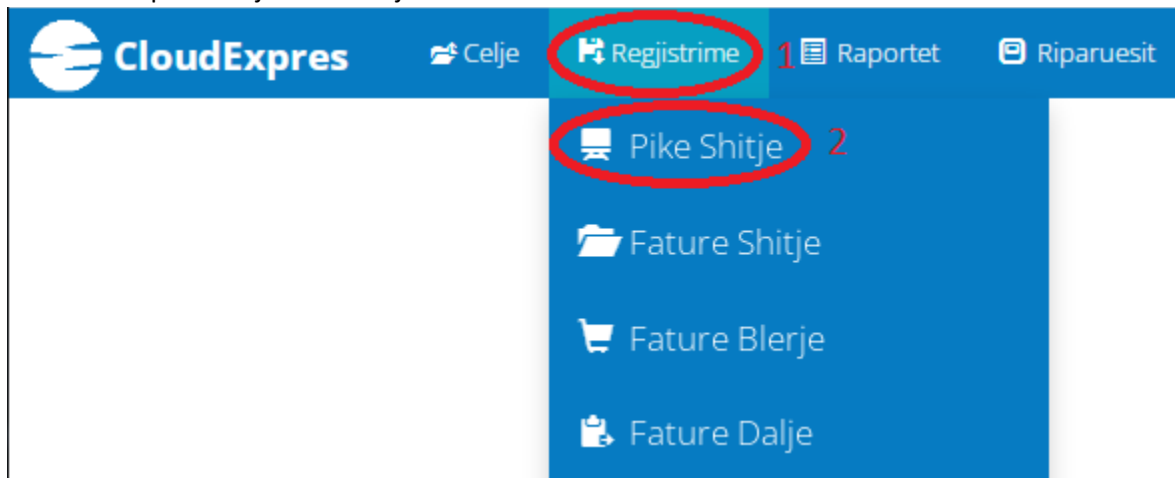 CloudExpres Celje Regjistrime 1 Raportet Riparuesit
Pike Shitje 2
Fature Shitje
Fature Blerje
Fature Dalje